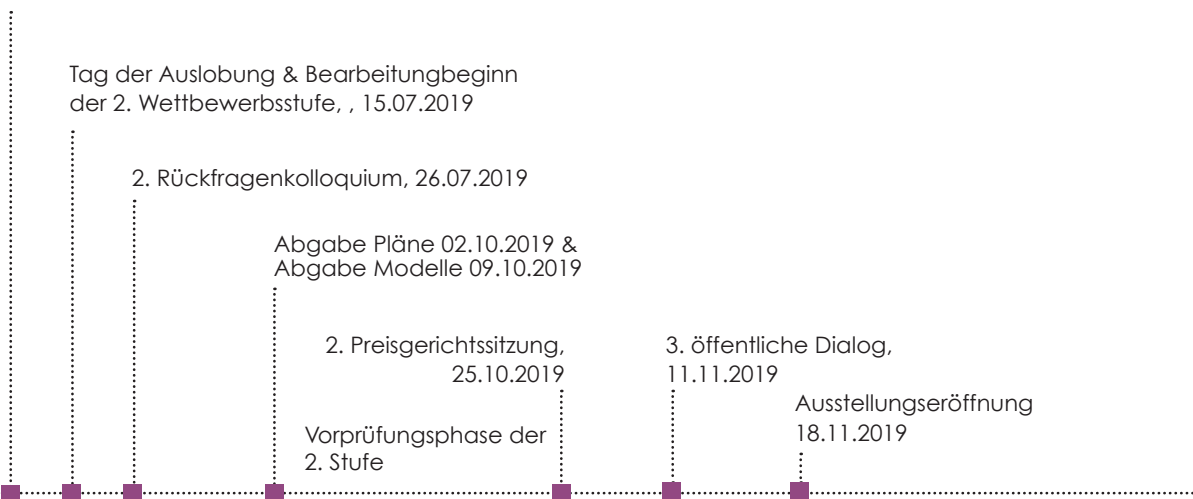 Tag der Auslobung & Bearbeitungbeginn
der 2. Wettbewerbsstufe, , 15.07.2019
2. Rückfragenkolloquium, 26.07.2019
Abgabe Pläne 02.10.2019 &
Abgabe Modelle 09.10.2019
2. Preisgerichtssitzung,
25.10.2019
3. öffentliche Dialog,
11.11.2019
Ausstellungseröffnung
18.11.2019
Vorprüfungsphase der
2. Stufe